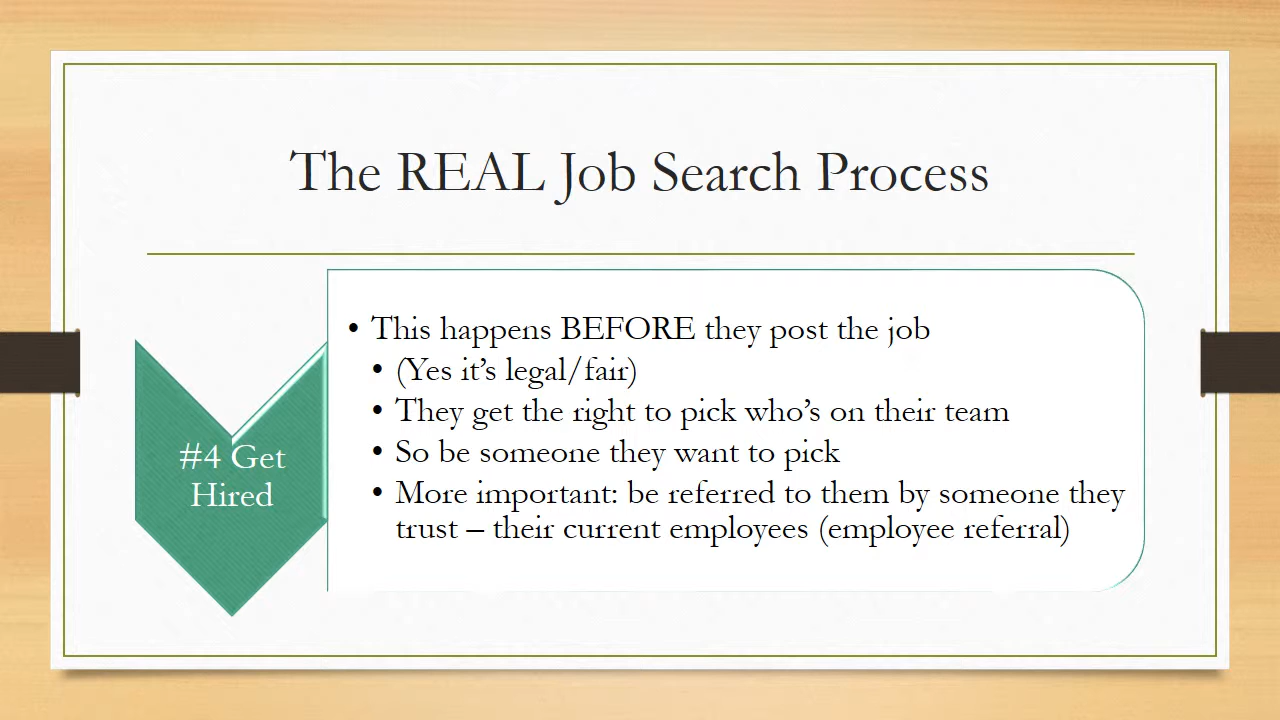 The REAL Job Search Process
#4 Get
Hired
• This happens BEFORE they post the job
• (Yes it’s legal/fair)
• They get the right to pick who’s on their team
• So be someone they want to pick
• More important: be referred to them by someone they
trust – their current employees (employee referral)